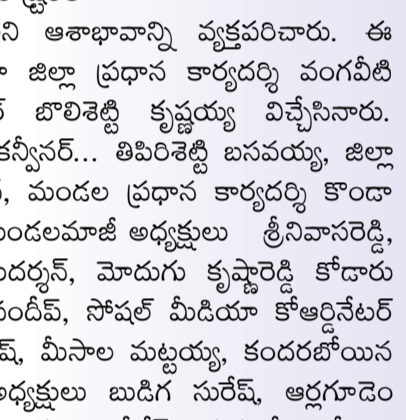 ని ఆశాభావాన్ని వ్యక్తపరిచారు. ఈ
జిల్లా ప్రధాన కార్యదర్శి వంగవీటి
బొలిశెట్టి కృష్ణయ్య విచ్చేసినారు.
కన్వీనర్... తిపిరిశెట్టి బసవయ్య, జిల్లా
మండల ప్రధాన కార్యదర్శి కొండా
ండలమాజీ అధ్యక్షులు శ్రీనివాసరెడ్డి,
దర్శన్, మోదుగు కృష్ణారెడ్డి కోడారు
ందీప్, సోషల్ మీడియా కోఆర్డినేటర్
ష్, మీసాల మట్టయ్య, కందరబోయిన
అధ్యక్షులు బుడిగ సురేష్, ఆర్లగూడెం